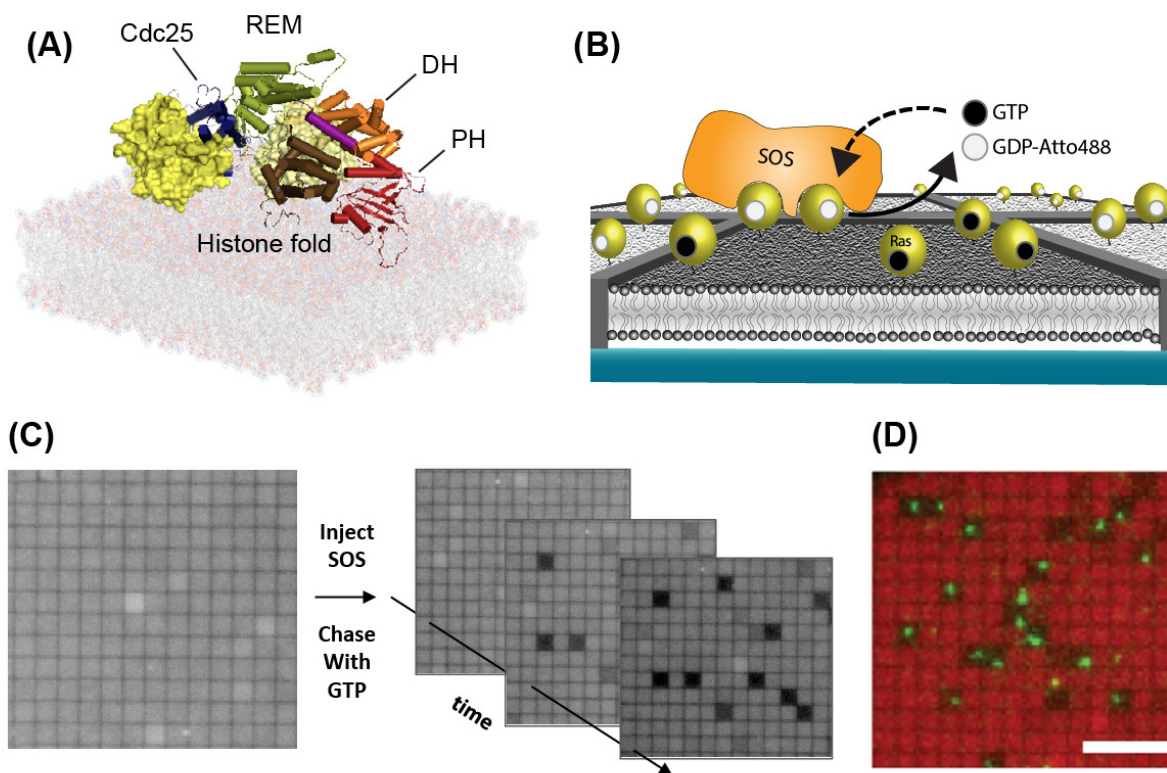 (A)
Cdc25
REM
DH
PH
Histone fold
(B)
SOS
GTP
GDP-Atto488
Ras
(C)
Inject
SOS
Chase
With
GTP
time
(D)